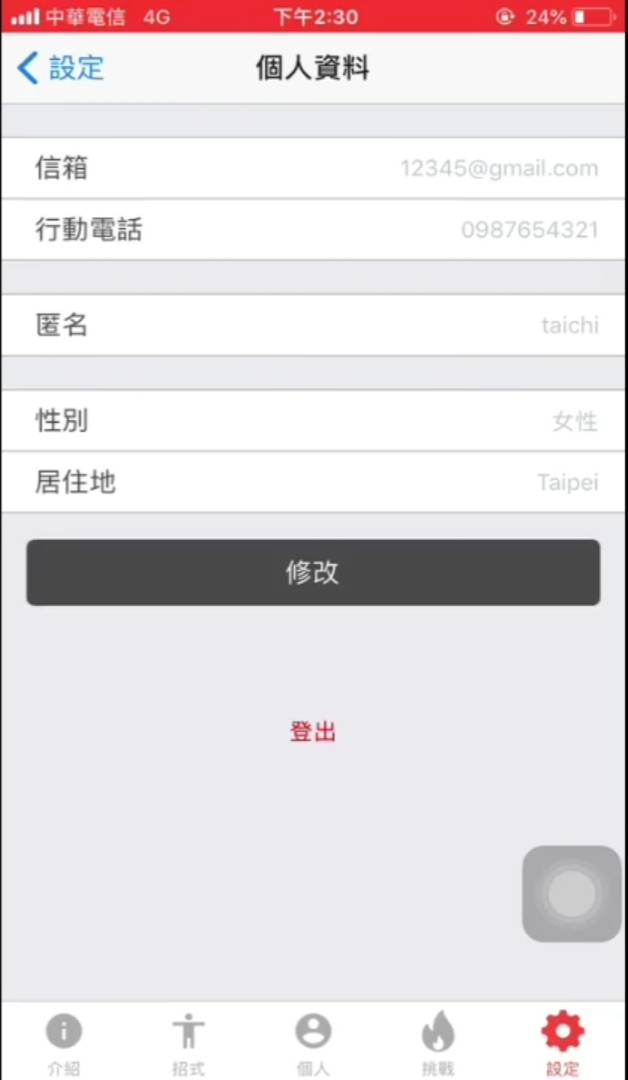 中華電信 4G 下午2:30 24%
設定 個人資料
信箱 12345@gmail.com
行動電話 0987654321
匿名 taichi
性別 女性
居住地 Taipei
修改
登出
介紹 招式 個人 挑戰 設定